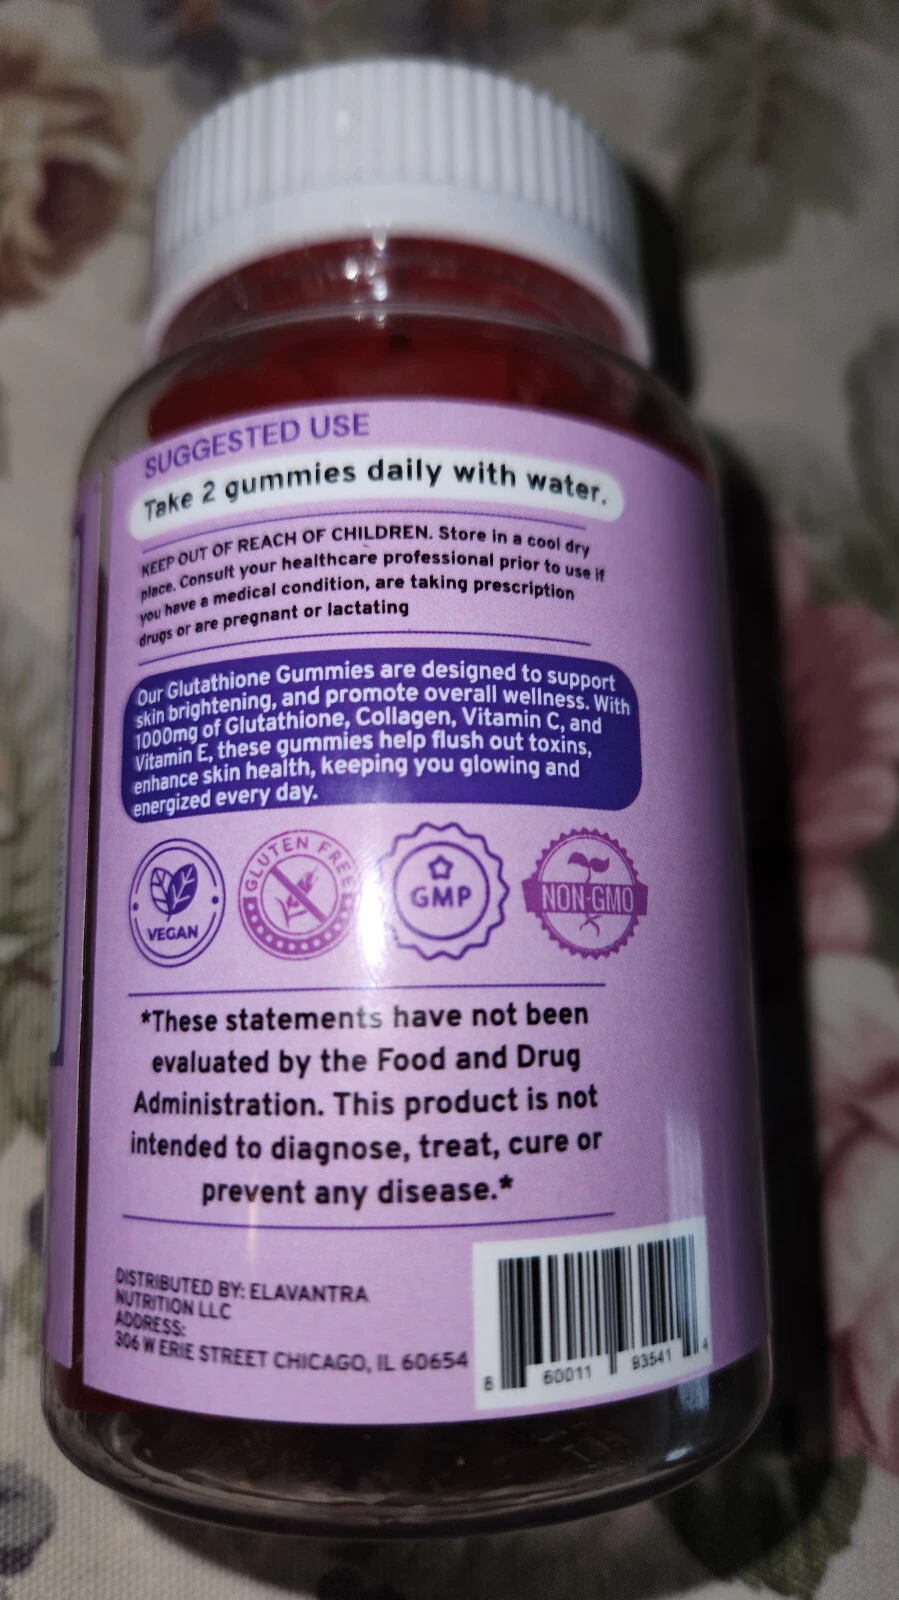 SUGGESTED USE
Take 2 gummies daily with water.
KEEP OUT OF REACH OF CHILDREN. Store in a cool dry
place. Consult your healthcare professional prior to use if
you have a medical condition, are taking prescription
drugs or are pregnant or lactating
Our Glutathione Gummies are designed to support
skin brightening, and promote overall wellness. With
1000mg of Glutathione, Collagen, Vitamin C, and
Vitamin E, these gummies help flush out toxins,
enhance skin health, keeping you glowing and
energized every day.
VEGAN
GLUTEN FREE
GMP
NON-GMO
*These statements have not been
evaluated by the Food and Drug
Administration. This product is not
intended to diagnose, treat, cure or
prevent any disease.*
DISTRIBUTED BY: ELAVANTRA
NUTRITION LLC
ADDRESS:
306 W ERIE STREET CHICAGO, IL 60654
8 60011 93541 4